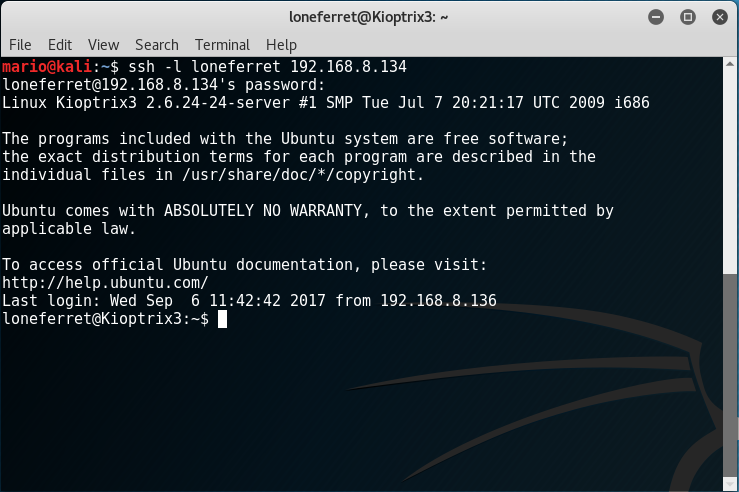 loneferret@Kioptrix3: ~
File Edit View Search Terminal Help
mario@kali:~$ ssh -l loneferret 192.168.8.134
loneferret@192.168.8.134's password:
Linux Kioptrix3 2.6.24-24-server #1 SMP Tue Jul 7 20:21:17 UTC 2009 i686
The programs included with the Ubuntu system are free software;
the exact distribution terms for each program are described in the
individual files in /usr/share/doc/*/copyright.
Ubuntu comes with ABSOLUTELY NO WARRANTY, to the extent permitted by
applicable law.
To access official Ubuntu documentation, please visit:
http://help.ubuntu.com/
Last login: Wed Sep  6 11:42:42 2017 from 192.168.8.136
loneferret@Kioptrix3:~$